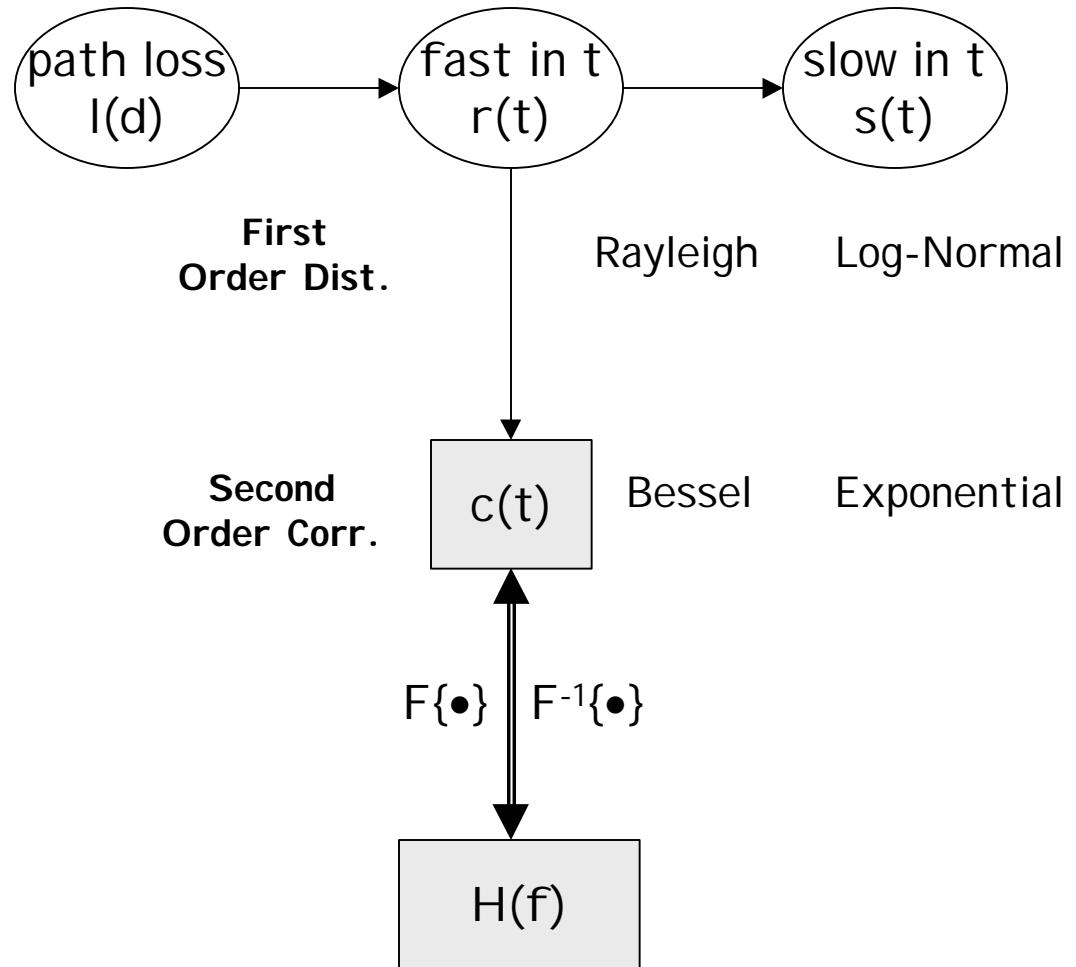 path loss
l(d)
fast in t
r(t)
slow in t
s(t)
First
Order Dist.
Rayleigh
Log-Normal
Second
Order Corr.
c(t)
Bessel
Exponential
F{●}
F⁻¹{●}
H(f)